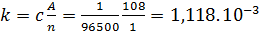 k = c A/n = 1/96500 108/1 = 1,118.10⁻³